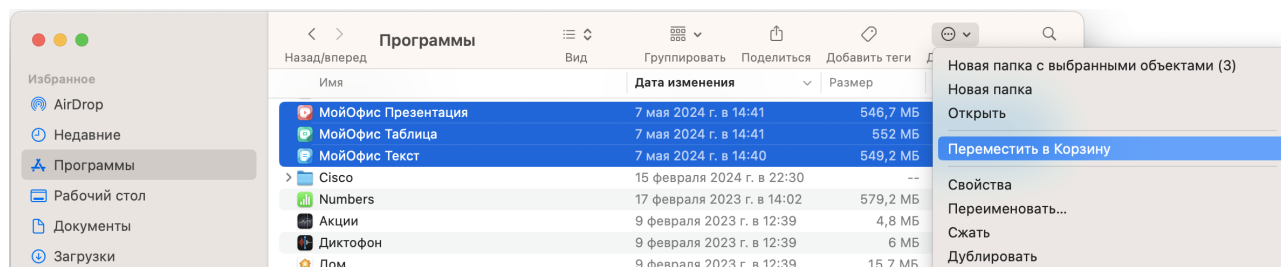 Программы
Назад/вперед
Вид
Группировать
Поделиться
Добавить теги
Избранное
AirDrop
Недавние
Программы
Рабочий стол
Документы
Загрузки
Имя Дата изменения Размер
МойОфис Презентация 7 мая 2024 г. в 14:41 546,7 МБ
МойОфис Таблица 7 мая 2024 г. в 14:41 552 МБ
МойОфис Текст 7 мая 2024 г. в 14:40 549,2 МБ
Cisco 15 февраля 2024 г. в 22:30 --
Numbers 17 февраля 2023 г. в 14:02 579,2 МБ
Акции 9 февраля 2023 г. в 12:39 4,8 МБ
Диктофон 9 февраля 2023 г. в 12:39 6 МБ
Дом 9 февраля 2023 г. в 12:39 15,7 МБ
Новая папка с выбранными объектами (3)
Новая папка
Открыть
Переместить в Корзину
Свойства
Переименовать...
Сжать
Дублировать